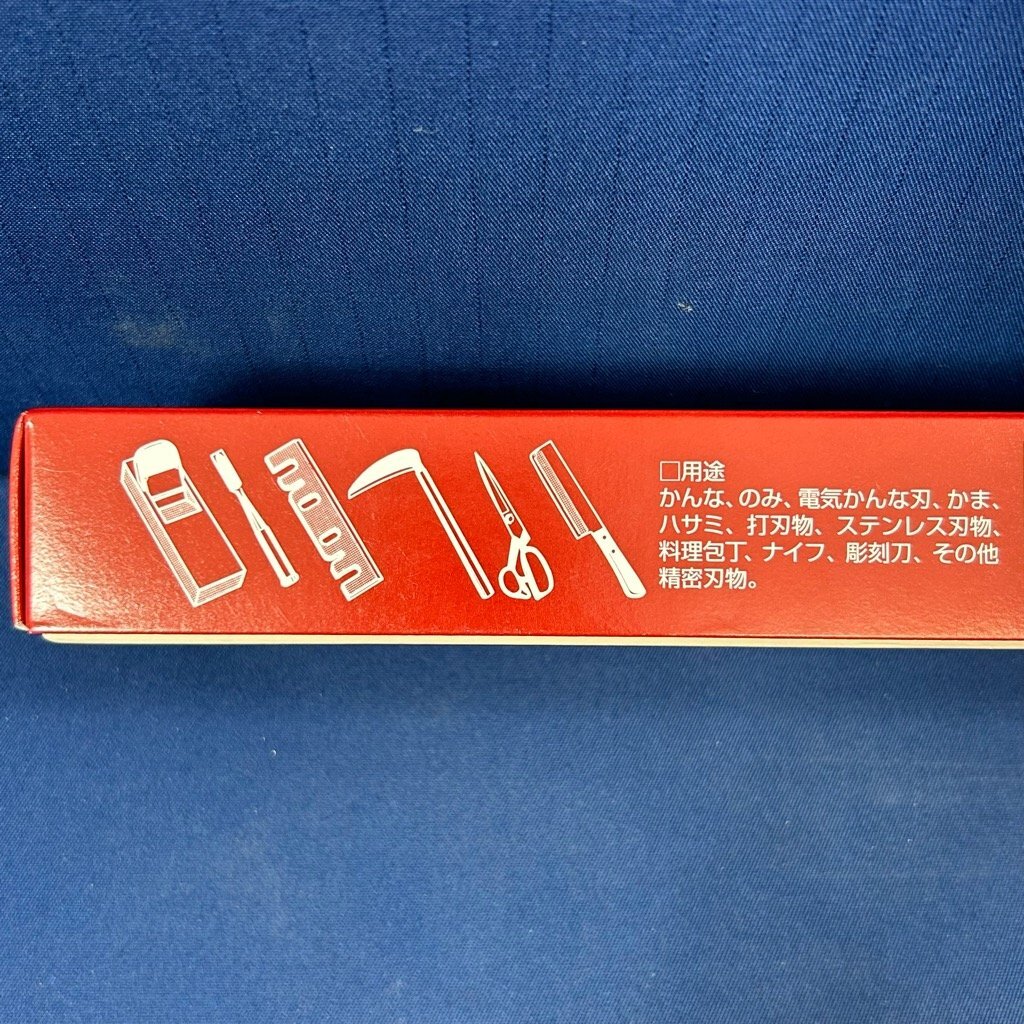 □用途
かんな、のみ、電気かんな刃、かま、
ハサミ、打刃物、ステンレス刃物、
料理包丁、ナイフ、彫刻刀、その他
精密刃物。